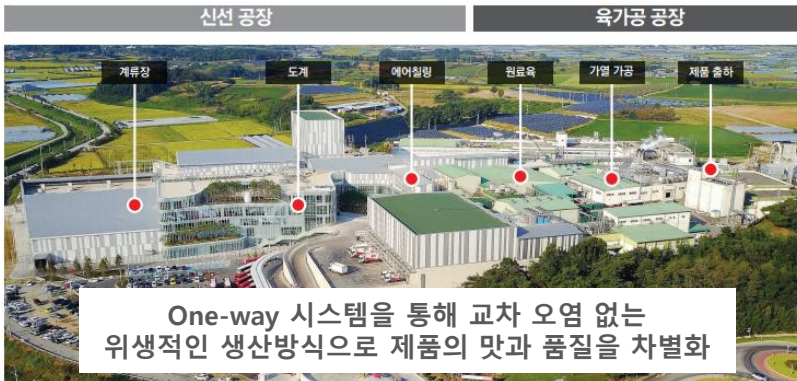 신선 공장
육가공 공장
계류장
도계
에어칠링
원료육
가열 가공
제품 출하
One-way 시스템을 통해 교차 오염 없는
위생적인 생산방식으로 제품의 맛과 품질을 차별화